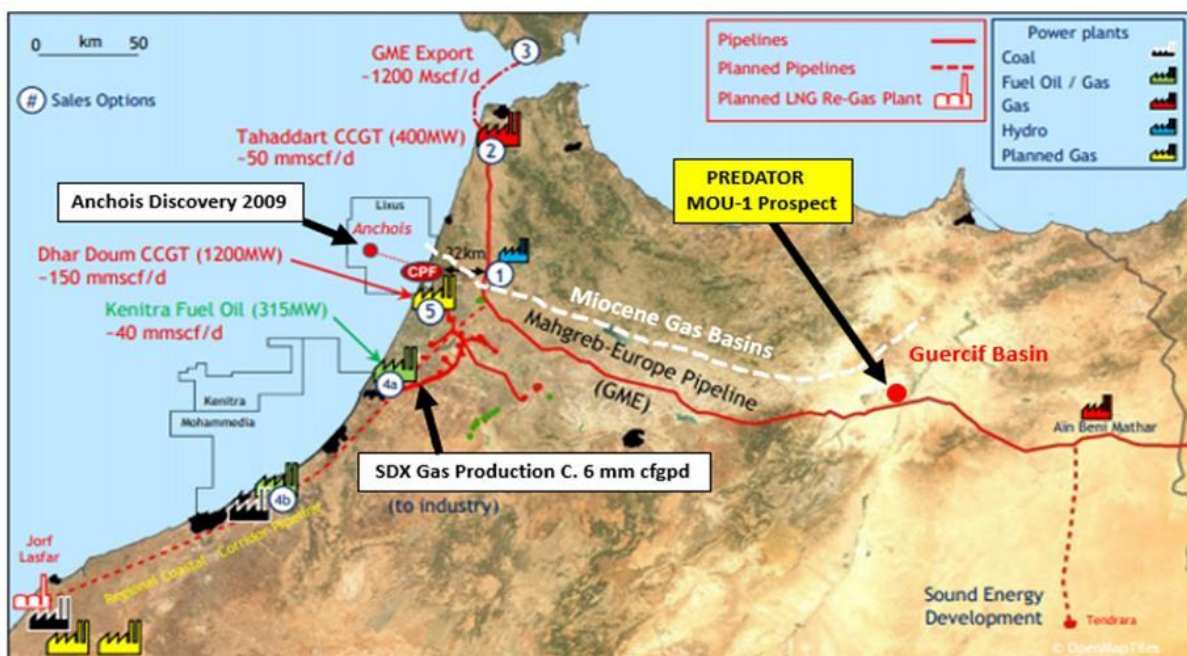 0 km 50
# Sales Options
GME Export
~1200 Mscf/d
3
Tahaddart CCGT (400MW)
~50 mmscf/d
2
Pipelines
Planned Pipelines
Planned LNG Re-Gas Plant
Power plants
Coal
Fuel Oil / Gas
Gas
Hydro
Planned Gas
Anchois Discovery 2009
Lixus
Anchois
PREDATOR
MOU-1 Prospect
Dhar Doum CCGT (1200MW)
~150 mmscf/d
CPF
32km
1
5
Kenitra Fuel Oil (315MW)
~40 mmscf/d
4a
Miocene Gas Basins
Mahgreb-Europe Pipeline
(GME)
Guercif Basin
Kenitra
Mohammedia
Ain Beni Mathar
SDX Gas Production C. 6 mm cfgpd
(to industry)
4b
Regional Coastal Corridor Pipeline
Jorf
Lasfar
Sound Energy
Development
Tendrara
© OpenMapTiles